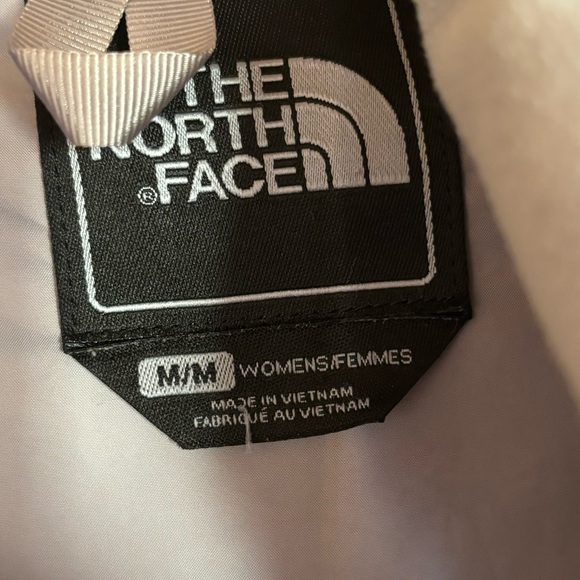 THE
NORTH
FACE
®
M/M WOMENS/FEMMES
MADE IN VIETNAM
FABRIQUÉ AU VIETNAM